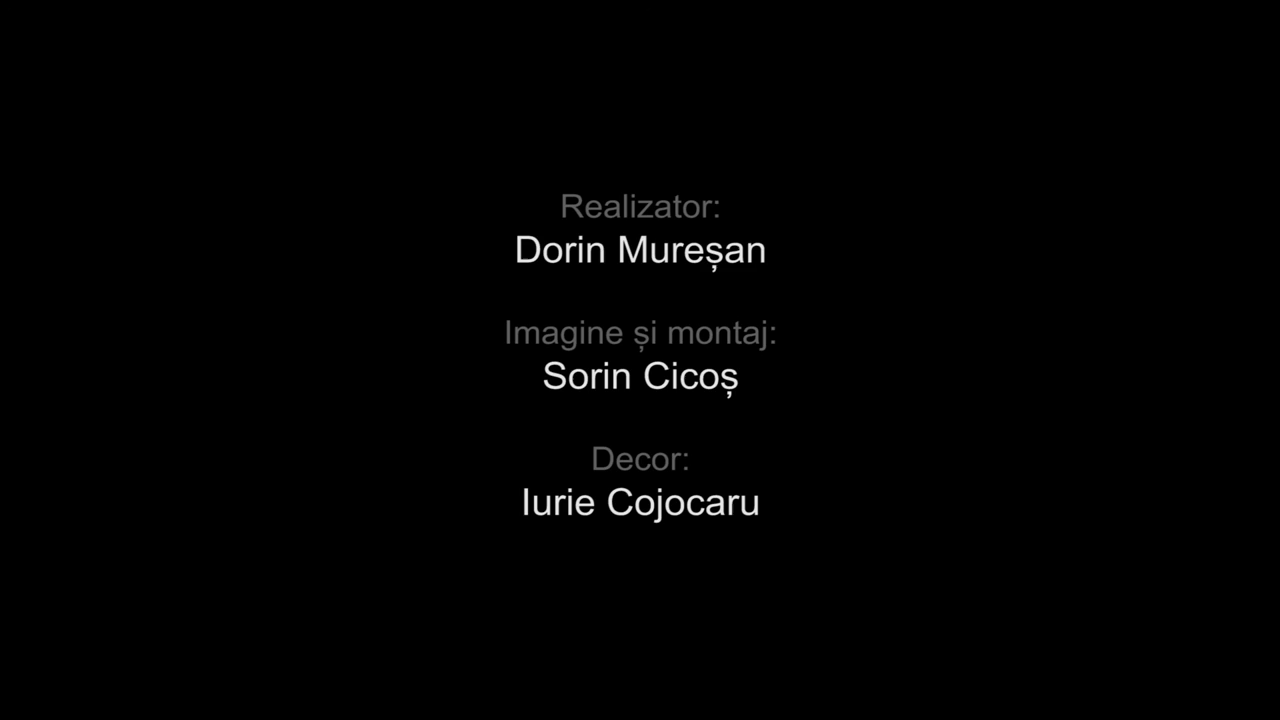 Realizator:
Dorin Mureșan
Imagine și montaj:
Sorin Cicoș
Decor:
Iurie Cojocaru